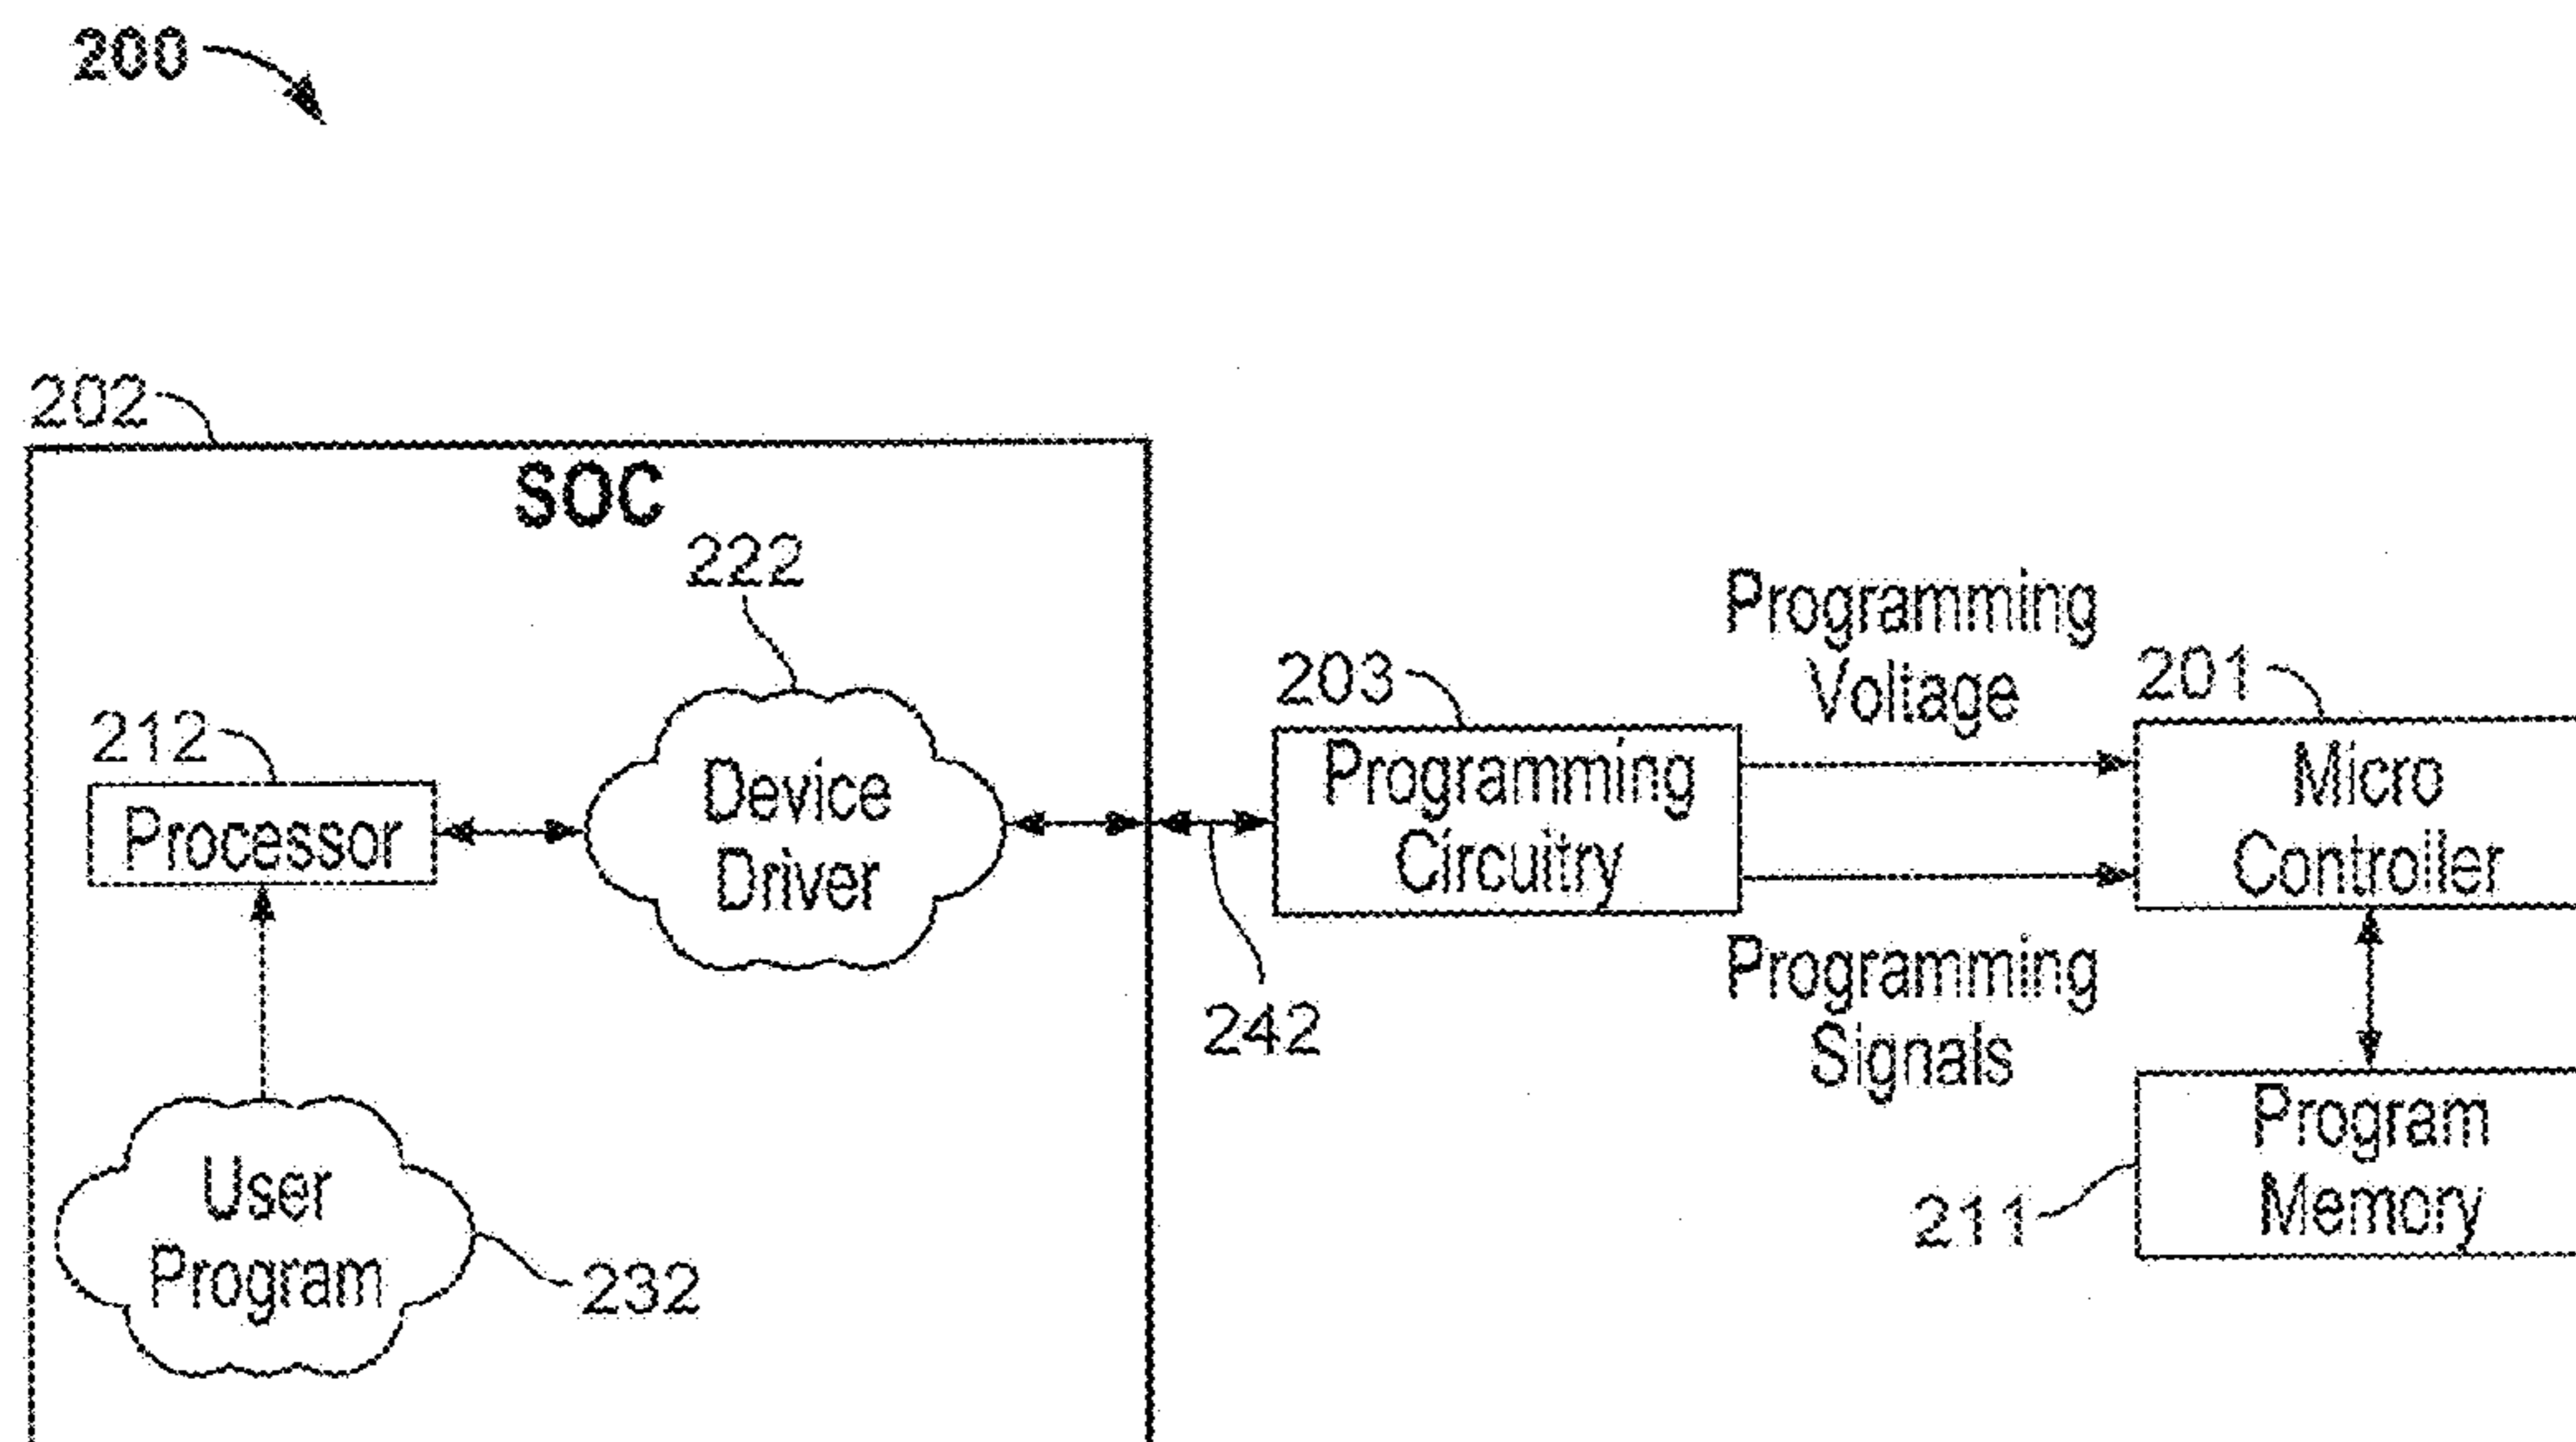 200
202
SOC
222
212
Processor
Device
Driver
User
Program
232
242
203
Programming
Circuitry
Programming
Voltage
Programming
Signals
201
Micro
Controller
211
Program
Memory